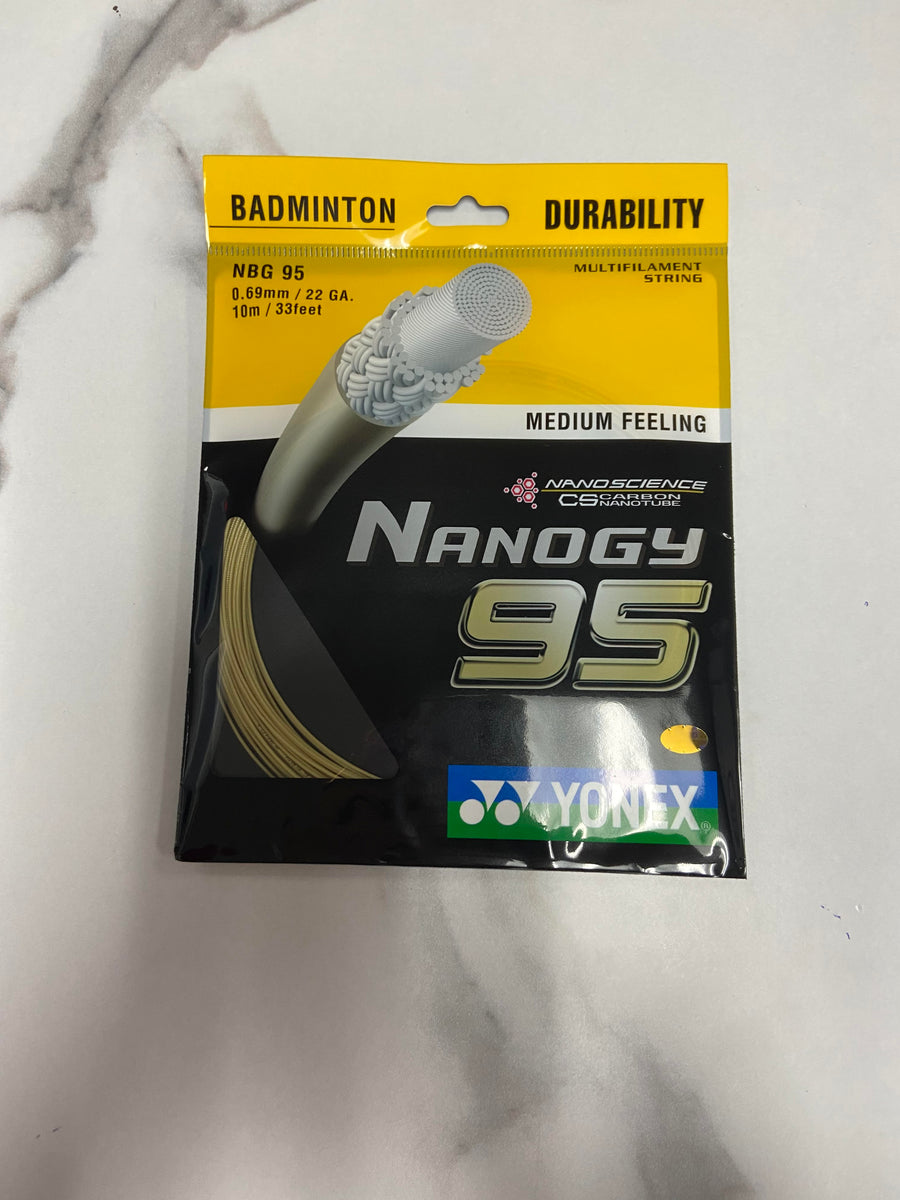 BADMINTON
DURABILITY
NBG 95
0.69mm / 22 GA.
10m / 33feet
MULTIFILAMENT
STRING
MEDIUM FEELING
NANOSCIENCE
CS CARBON
NANOTUBE
NANOGY
95
YONEX®